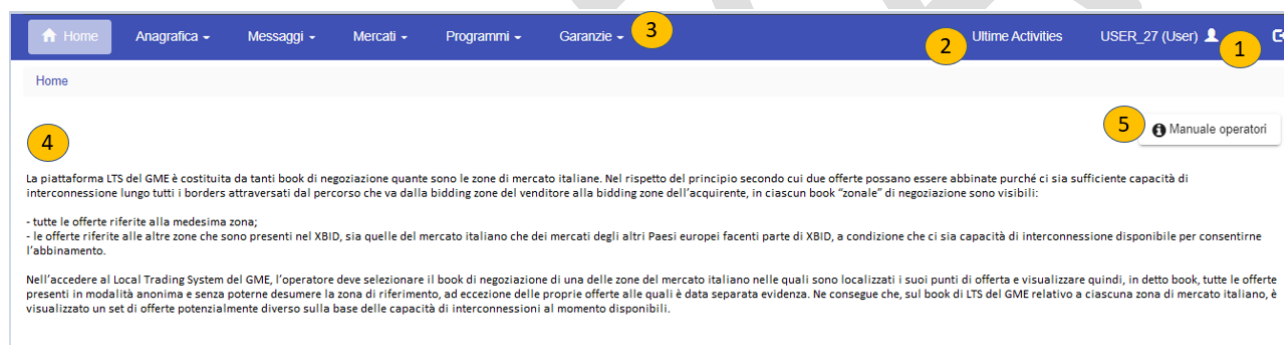 Home Anagrafica Messaggi Mercati Programmi Garanzie 3 2 Ultime Activities USER_27 (User) 1
Home
4
5 Manuale operatori
La piattaforma LTS del GME è costituita da tanti book di negoziazione quante sono le zone di mercato italiane. Nel rispetto del principio secondo cui due offerte possano essere abbinate purché ci sia sufficiente capacità di
interconnessione lungo tutti i borders attraversati dal percorso che va dalla bidding zone del venditore alla bidding zone dell'acquirente, in ciascun book "zonale" di negoziazione sono visibili:
- tutte le offerte riferite alla medesima zona;
- le offerte riferite alle altre zone che sono presenti nel XBID, sia quelle del mercato italiano che dei mercati degli altri Paesi europei facenti parte di XBID, a condizione che ci sia capacità di interconnessione disponibile per consentirne
l'abbinamento.
Nell'accedere al Local Trading System del GME, l'operatore deve selezionare il book di negoziazione di una delle zone del mercato italiano nelle quali sono localizzati i suoi punti di offerta e visualizzare quindi, in detto book, tutte le offerte
presenti in modalità anonima e senza poterne desumere la zona di riferimento, ad eccezione delle proprie offerte alle quali è data separata evidenza. Ne consegue che, sul book di LTS del GME relativo a ciascuna zona di mercato italiano, è
visualizzato un set di offerte potenzialmente diverso sulla base delle capacità di interconnessioni al momento disponibili.